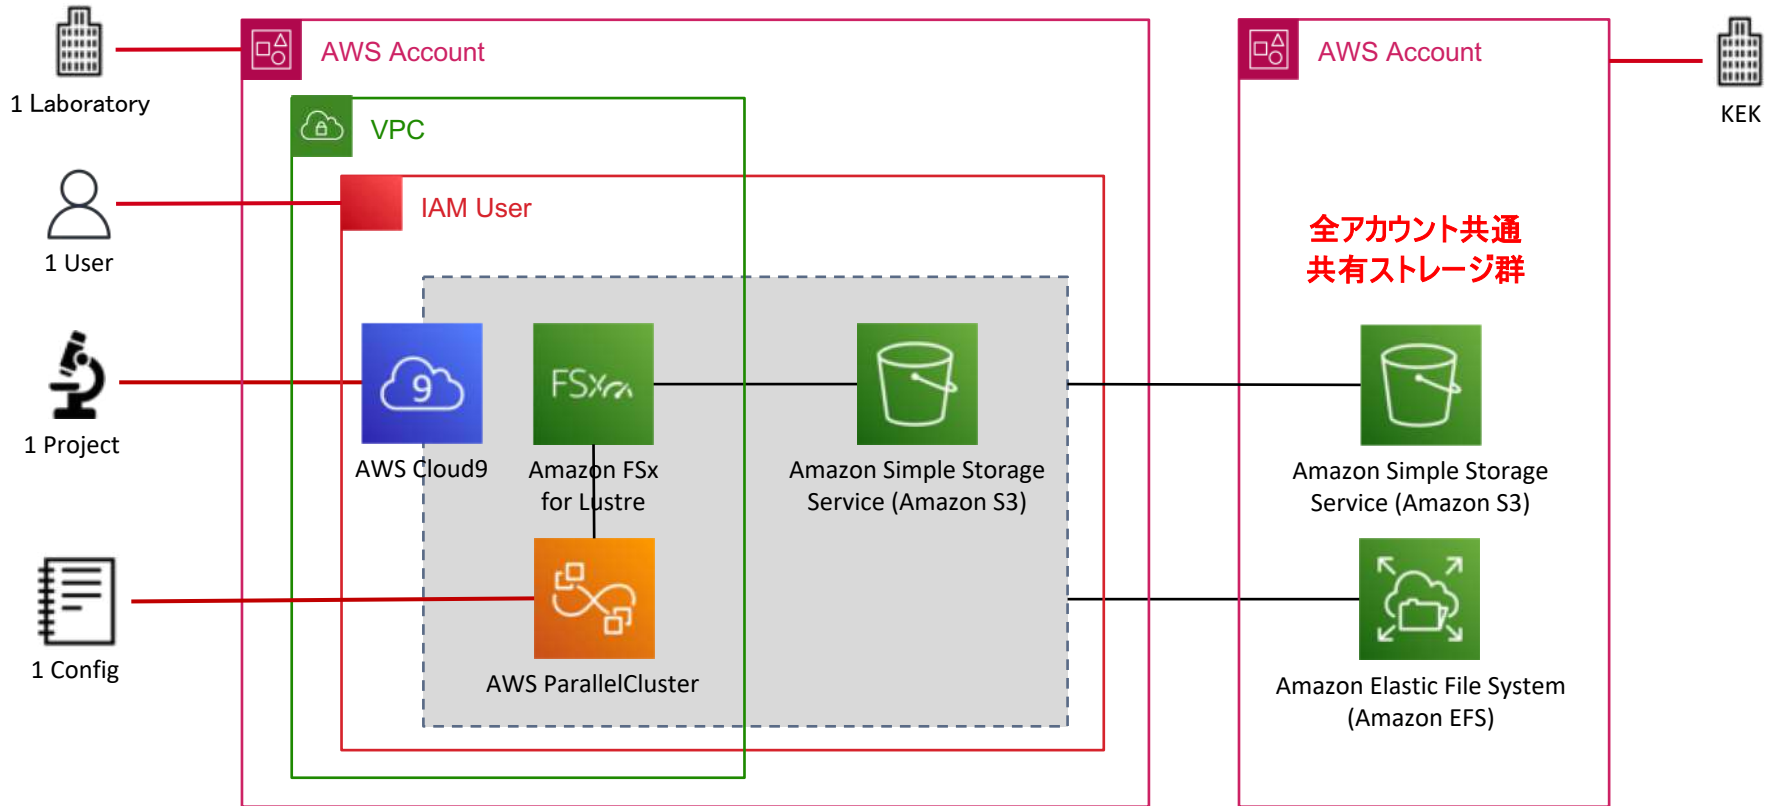 1 Laboratory
AWS Account
VPC
1 User
IAM User
1 Project
9
AWS Cloud9
FSx
Amazon FSx
for Lustre
Amazon Simple Storage
Service (Amazon S3)
1 Config
AWS ParallelCluster
AWS Account
KEK
全アカウント共通
共有ストレージ群
Amazon Simple Storage
Service (Amazon S3)
Amazon Elastic File System
(Amazon EFS)